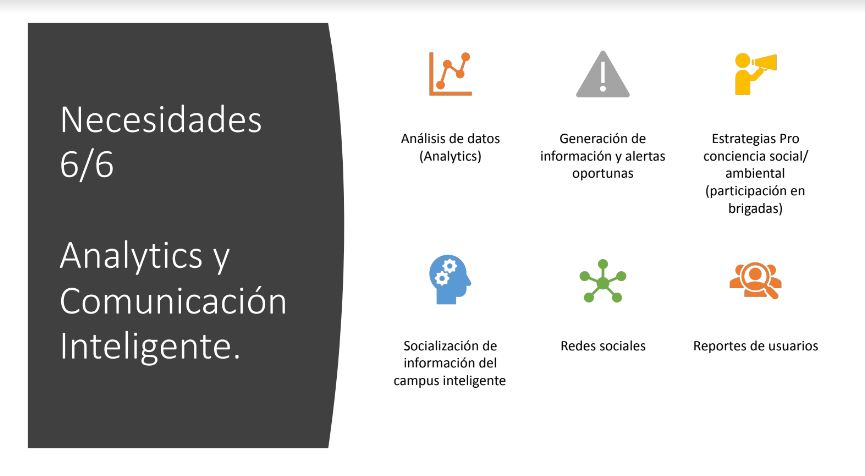 Necesidades
6/6
Analytics y
Comunicación
Inteligente.
Análisis de datos
(Analytics)
Generación de
información y alertas
oportunas
Estrategias Pro
conciencia social/
ambiental
(participación en
brigadas)
Socialización de
información del
campus inteligente
Redes sociales
Reportes de usuarios